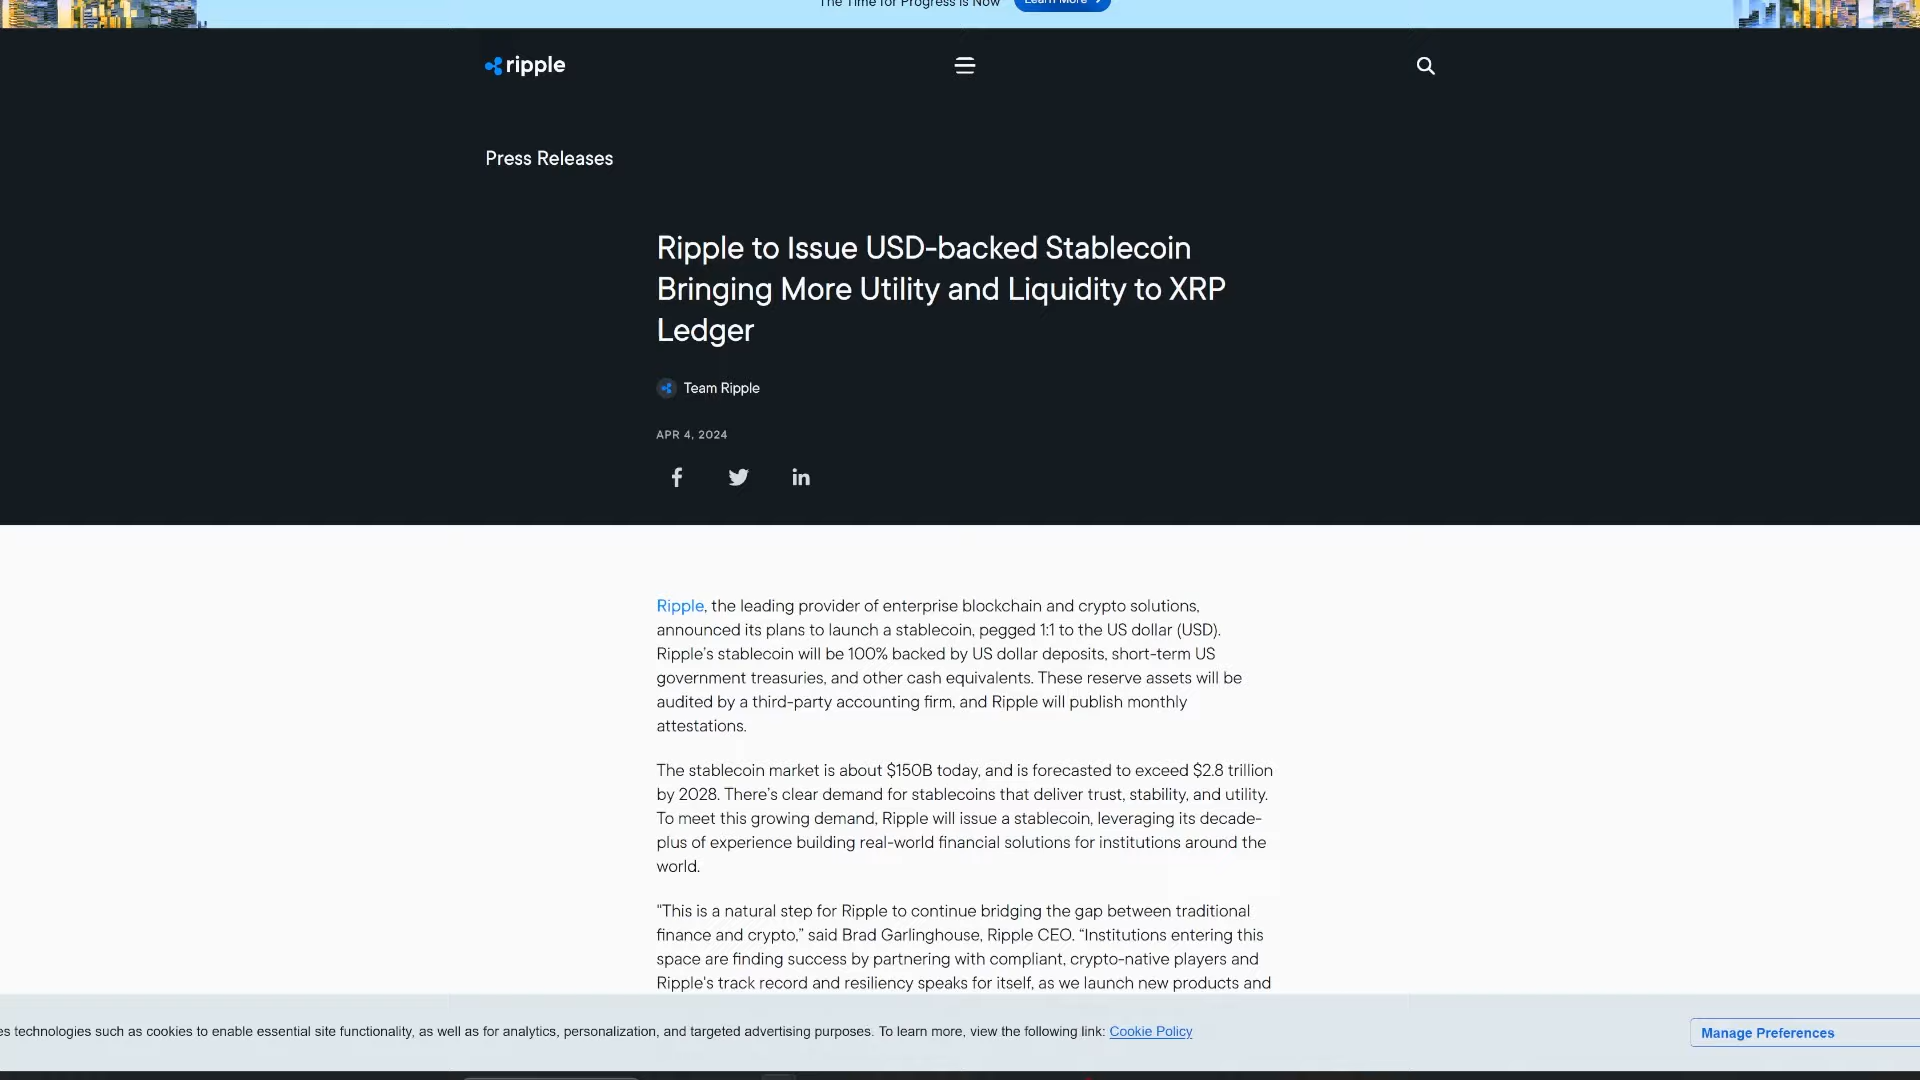 The Time for Progress is Now
Learn More
ripple
Press Releases
Ripple to Issue USD-backed Stablecoin
Bringing More Utility and Liquidity to XRP
Ledger
Team Ripple
APR 4, 2024
Ripple, the leading provider of enterprise blockchain and crypto solutions,
announced its plans to launch a stablecoin, pegged 1:1 to the US dollar (USD).
Ripple’s stablecoin will be 100% backed by US dollar deposits, short-term US
government treasuries, and other cash equivalents. These reserve assets will be
audited by a third-party accounting firm, and Ripple will publish monthly
attestations.
The stablecoin market is about $150B today, and is forecasted to exceed $2.8 trillion
by 2028. There’s clear demand for stablecoins that deliver trust, stability, and utility.
To meet this growing demand, Ripple will issue a stablecoin, leveraging its decade-
plus of experience building real-world financial solutions for institutions around the
world.
"This is a natural step for Ripple to continue bridging the gap between traditional
finance and crypto,” said Brad Garlinghouse, Ripple CEO. “Institutions entering this
space are finding success by partnering with compliant, crypto-native players and
Ripple's track record and resiliency speaks for itself, as we launch new products and
es technologies such as cookies to enable essential site functionality, as well as for analytics, personalization, and targeted advertising purposes. To learn more, view the following link: Cookie Policy
Manage Preferences